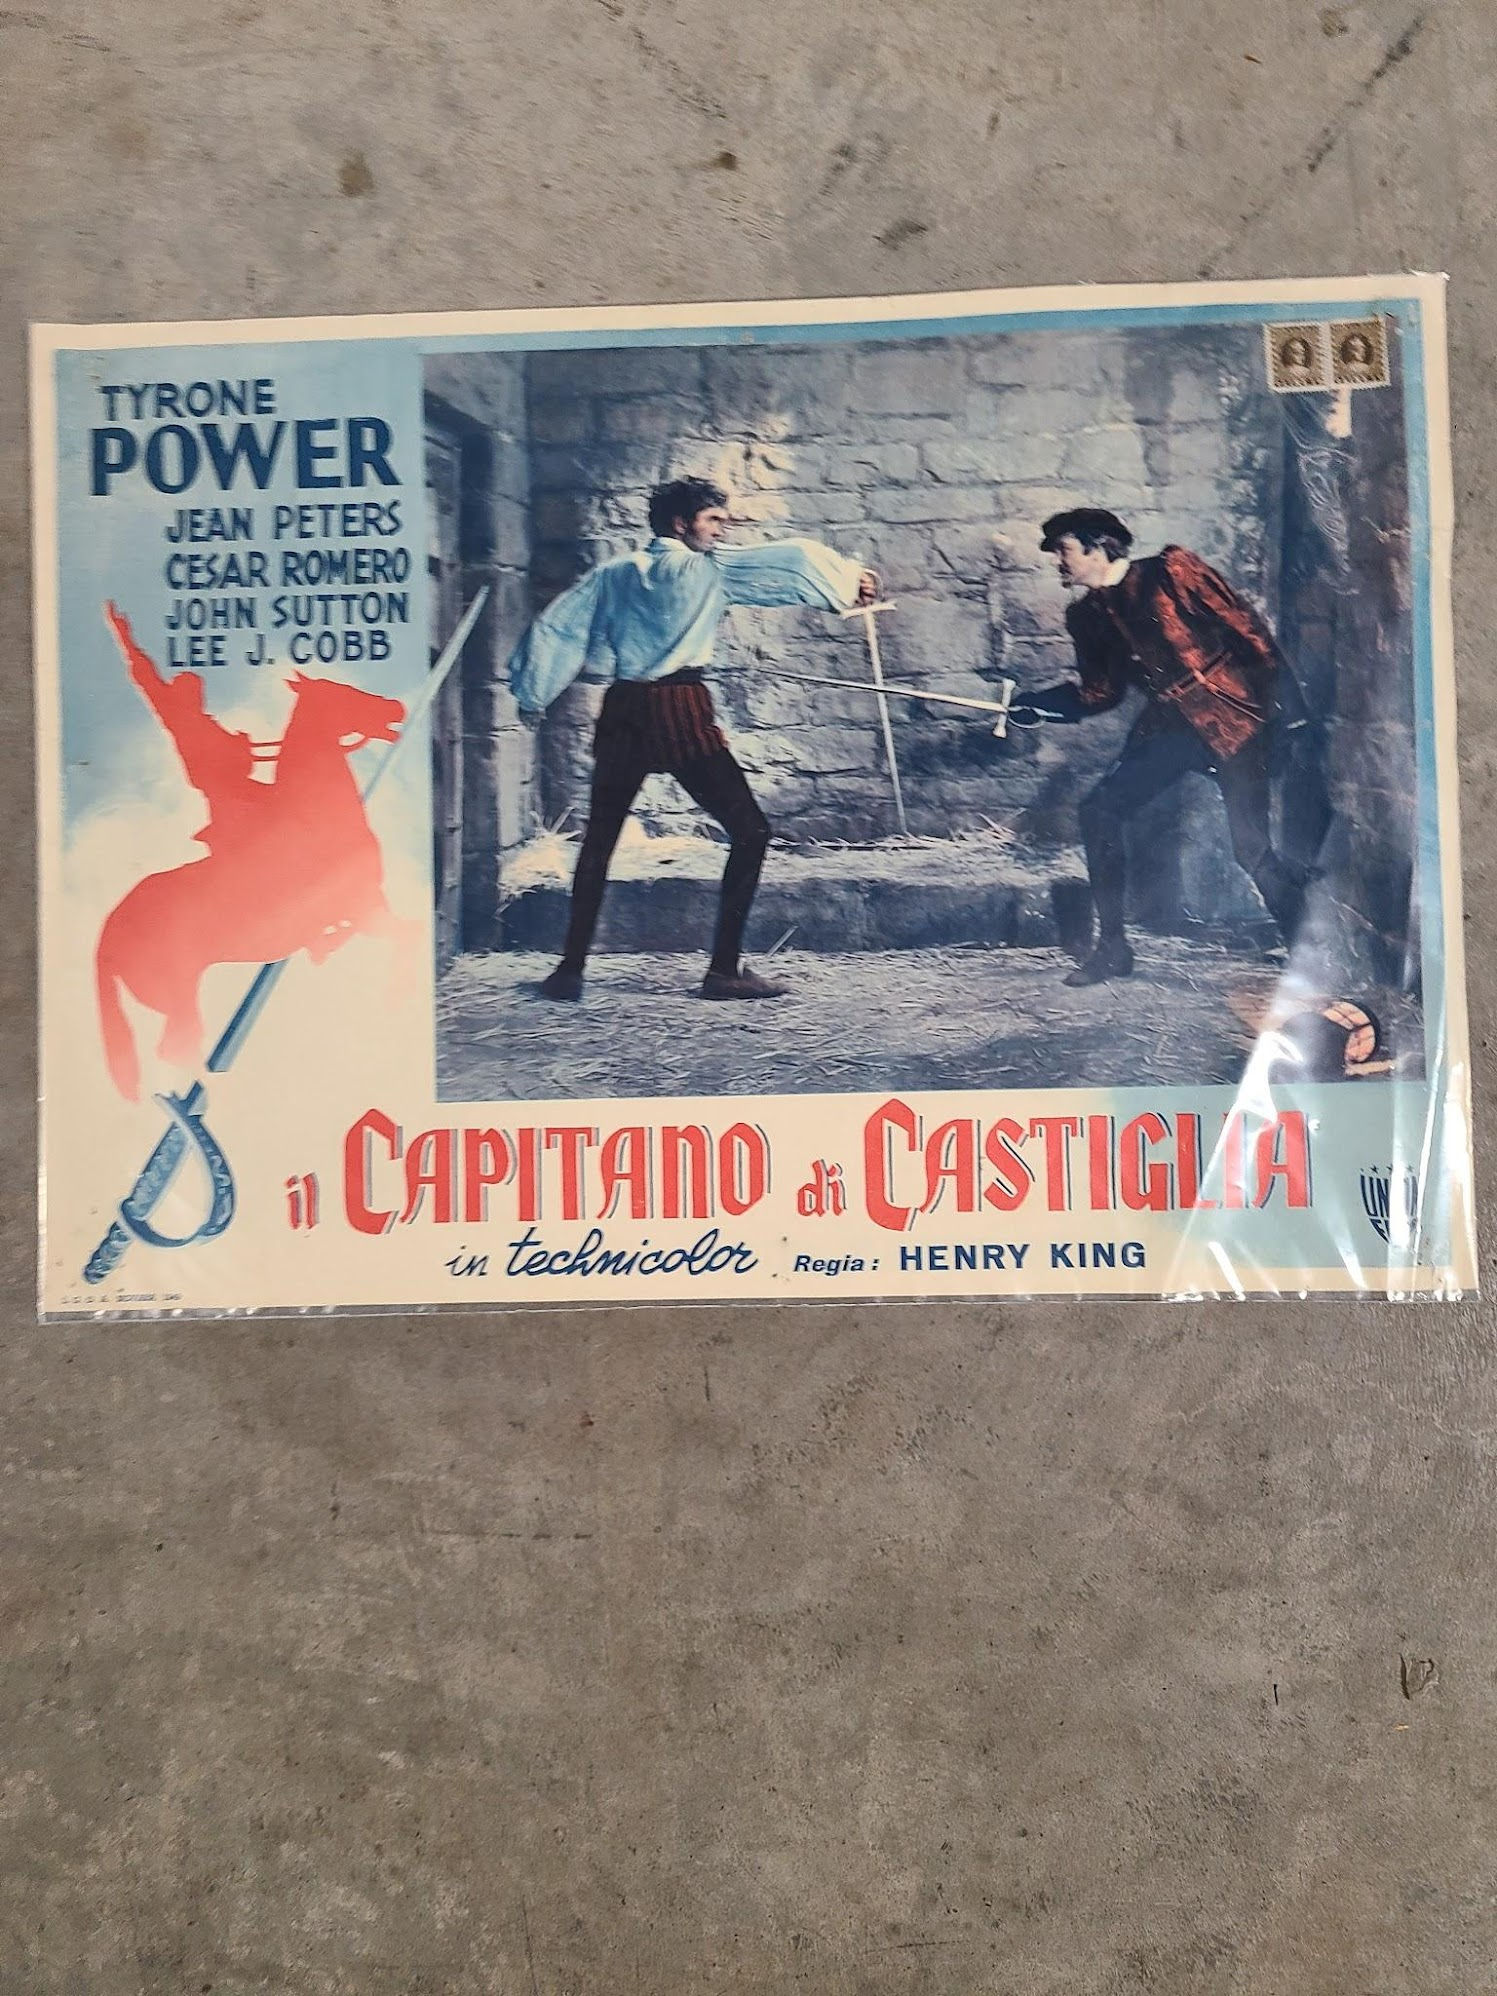 TYRONE
POWER
JEAN PETERS
CESAR ROMERO
JOHN SUTTON
LEE J. COBB
il CAPITANO di CASTIGLIA
in technicolor Regia: HENRY KING